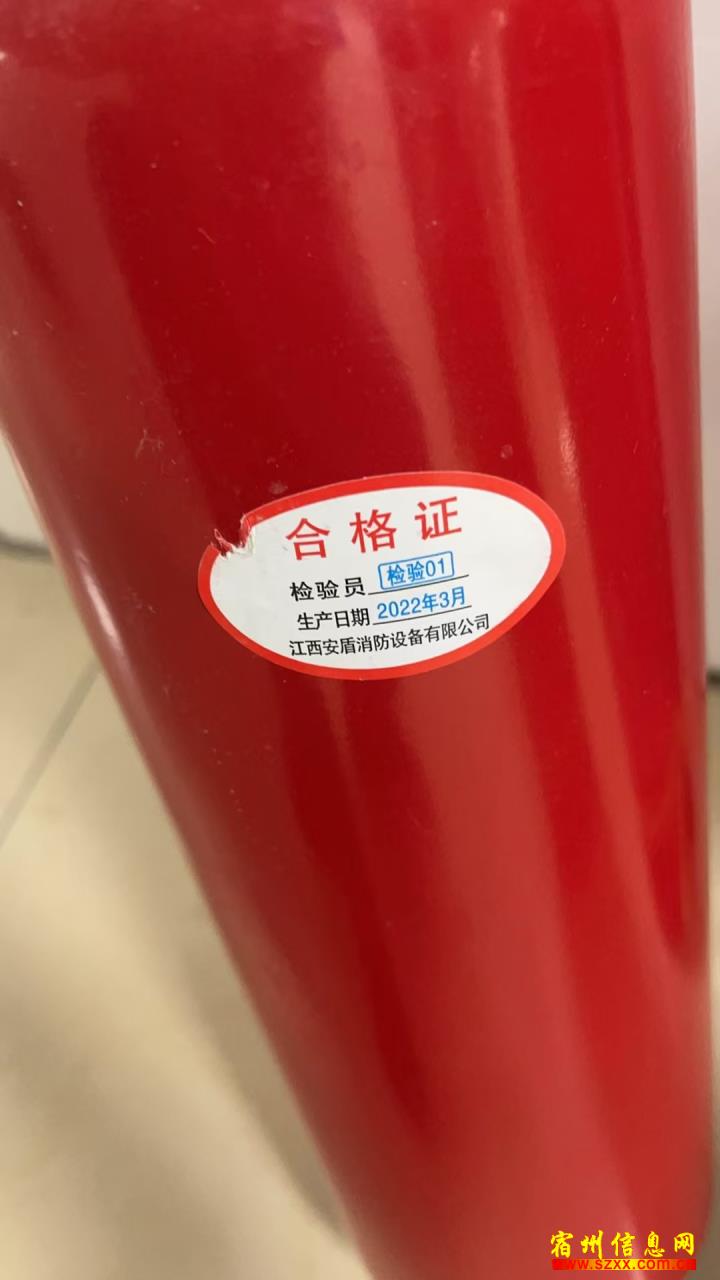 合格证
检验员 检验01
生产日期 2022年3月
江西安盾消防设备有限公司
宿州信息网
www.szxx.com.cn